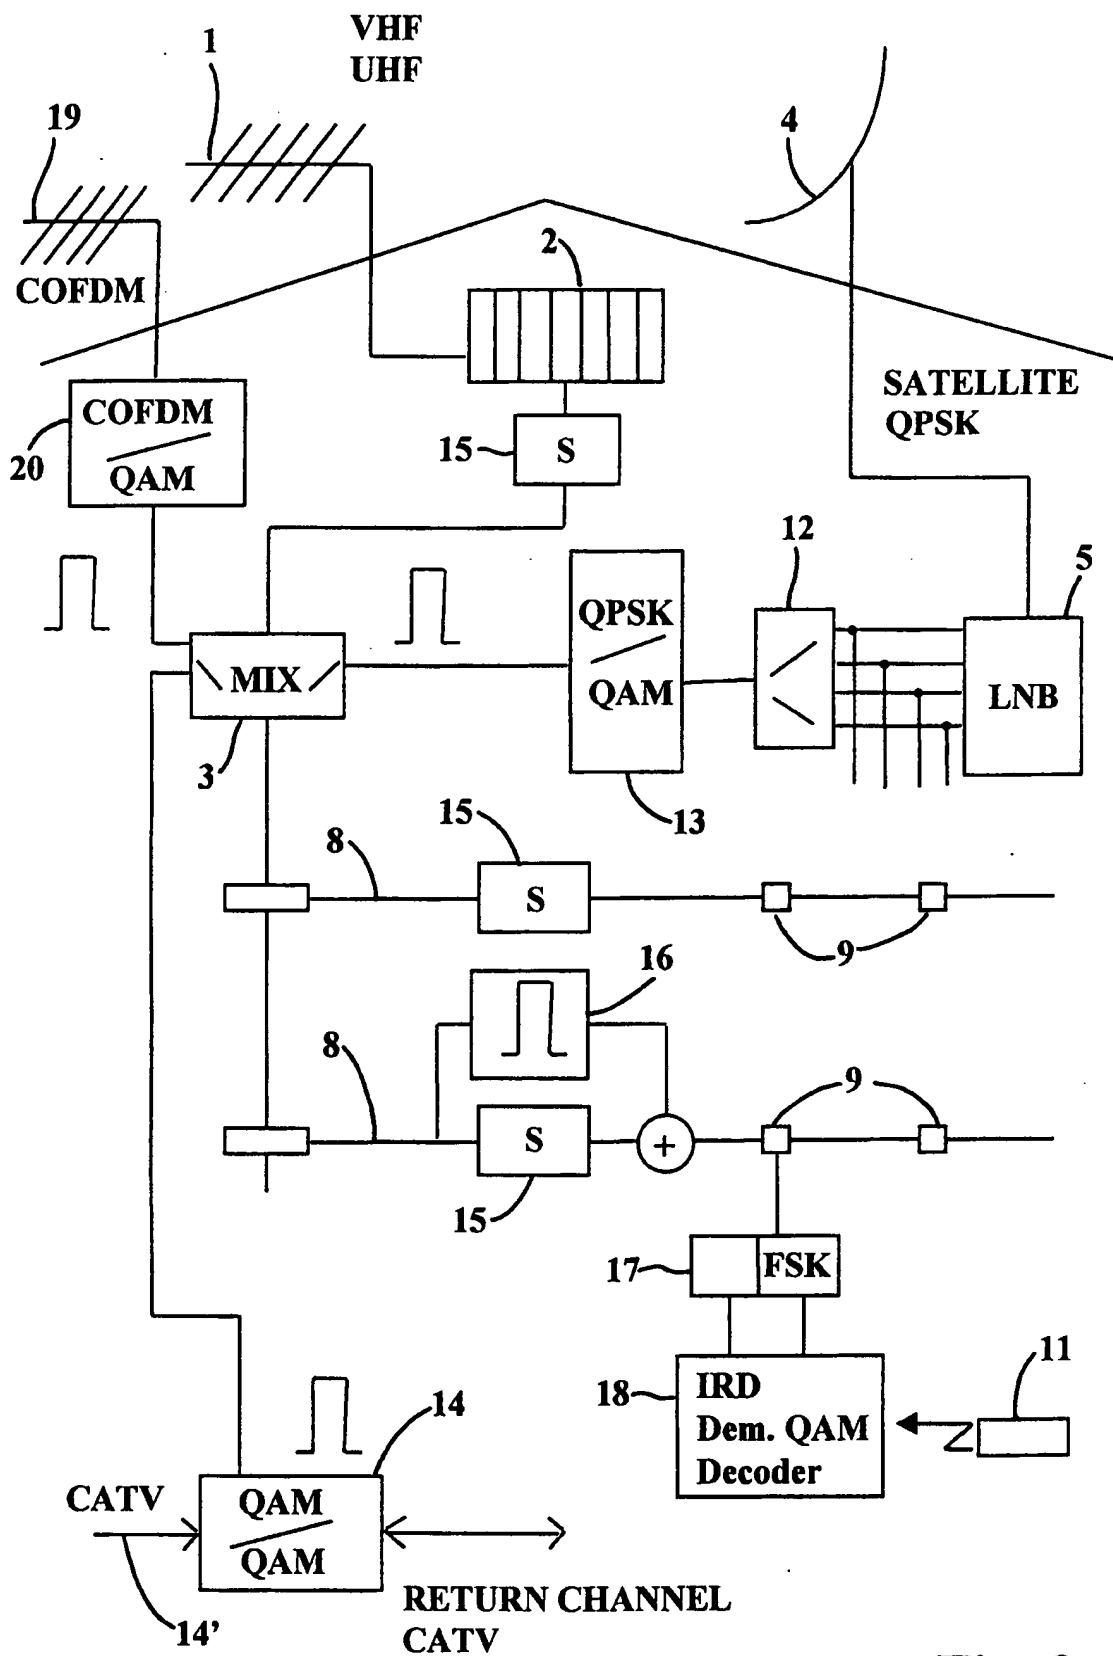 VHF
UHF
1
19
4
2
COFDM
SATELLITE
QPSK
COFDM
QAM
20
15
S
12
5
QPSK
QAM
MIX
LNB
3
13
15
8
S
9
16
8
9
S
+
15
17
FSK
11
18
IRD
Dem. QAM
Decoder
14
CATV
QAM
QAM
14'
RETURN CHANNEL
CATV